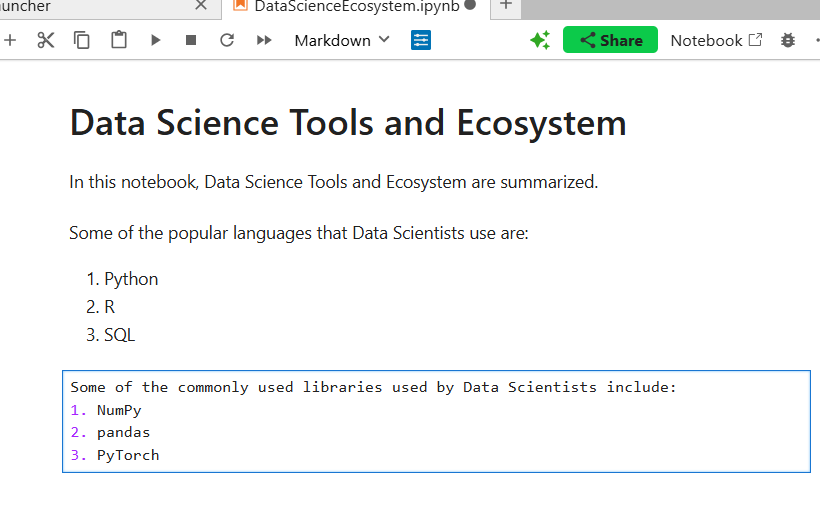 uncher
DataScienceEcosystem.ipynb
Markdown
Share
Notebook
Data Science Tools and Ecosystem
In this notebook, Data Science Tools and Ecosystem are summarized.
Some of the popular languages that Data Scientists use are:
1. Python
2. R
3. SQL
Some of the commonly used libraries used by Data Scientists include:
1. NumPy
2. pandas
3. PyTorch